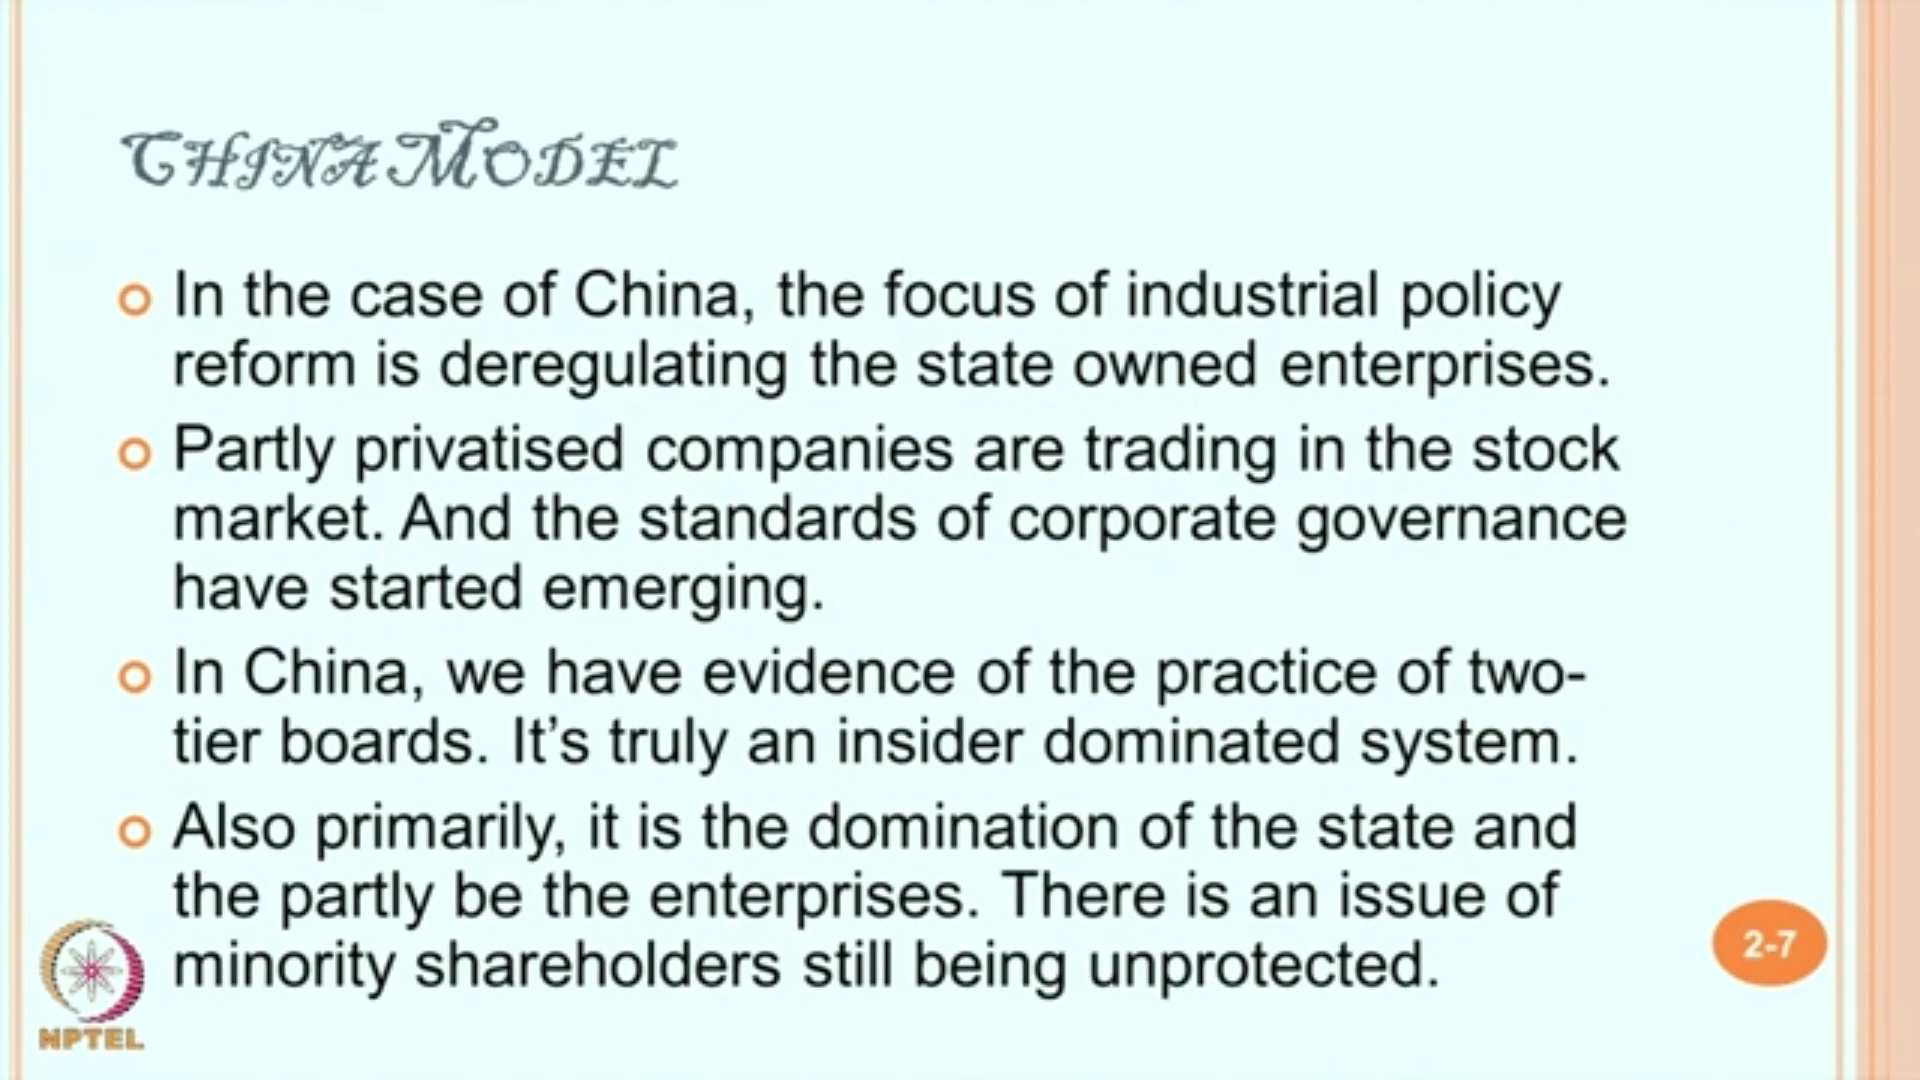 CHINA MODEL
In the case of China, the focus of industrial policy
reform is deregulating the state owned enterprises.
Partly privatised companies are trading in the stock
market. And the standards of corporate governance
have started emerging.
In China, we have evidence of the practice of two-
tier boards. It's truly an insider dominated system.
Also primarily, it is the domination of the state and
the partly be the enterprises. There is an issue of
minority shareholders still being unprotected.
2-7
NPTEL